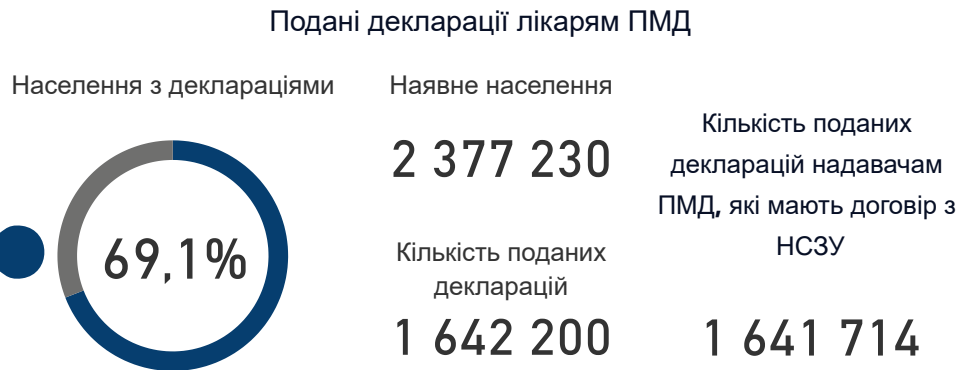 Подані декларації лікарям ПМД
Населення з деклараціями
69,1%
Наявне населення
2 377 230
Кількість поданих
декларацій
1 642 200
Кількість поданих
декларацій надавачам
ПМД, які мають договір з
НСЗУ
1 641 714